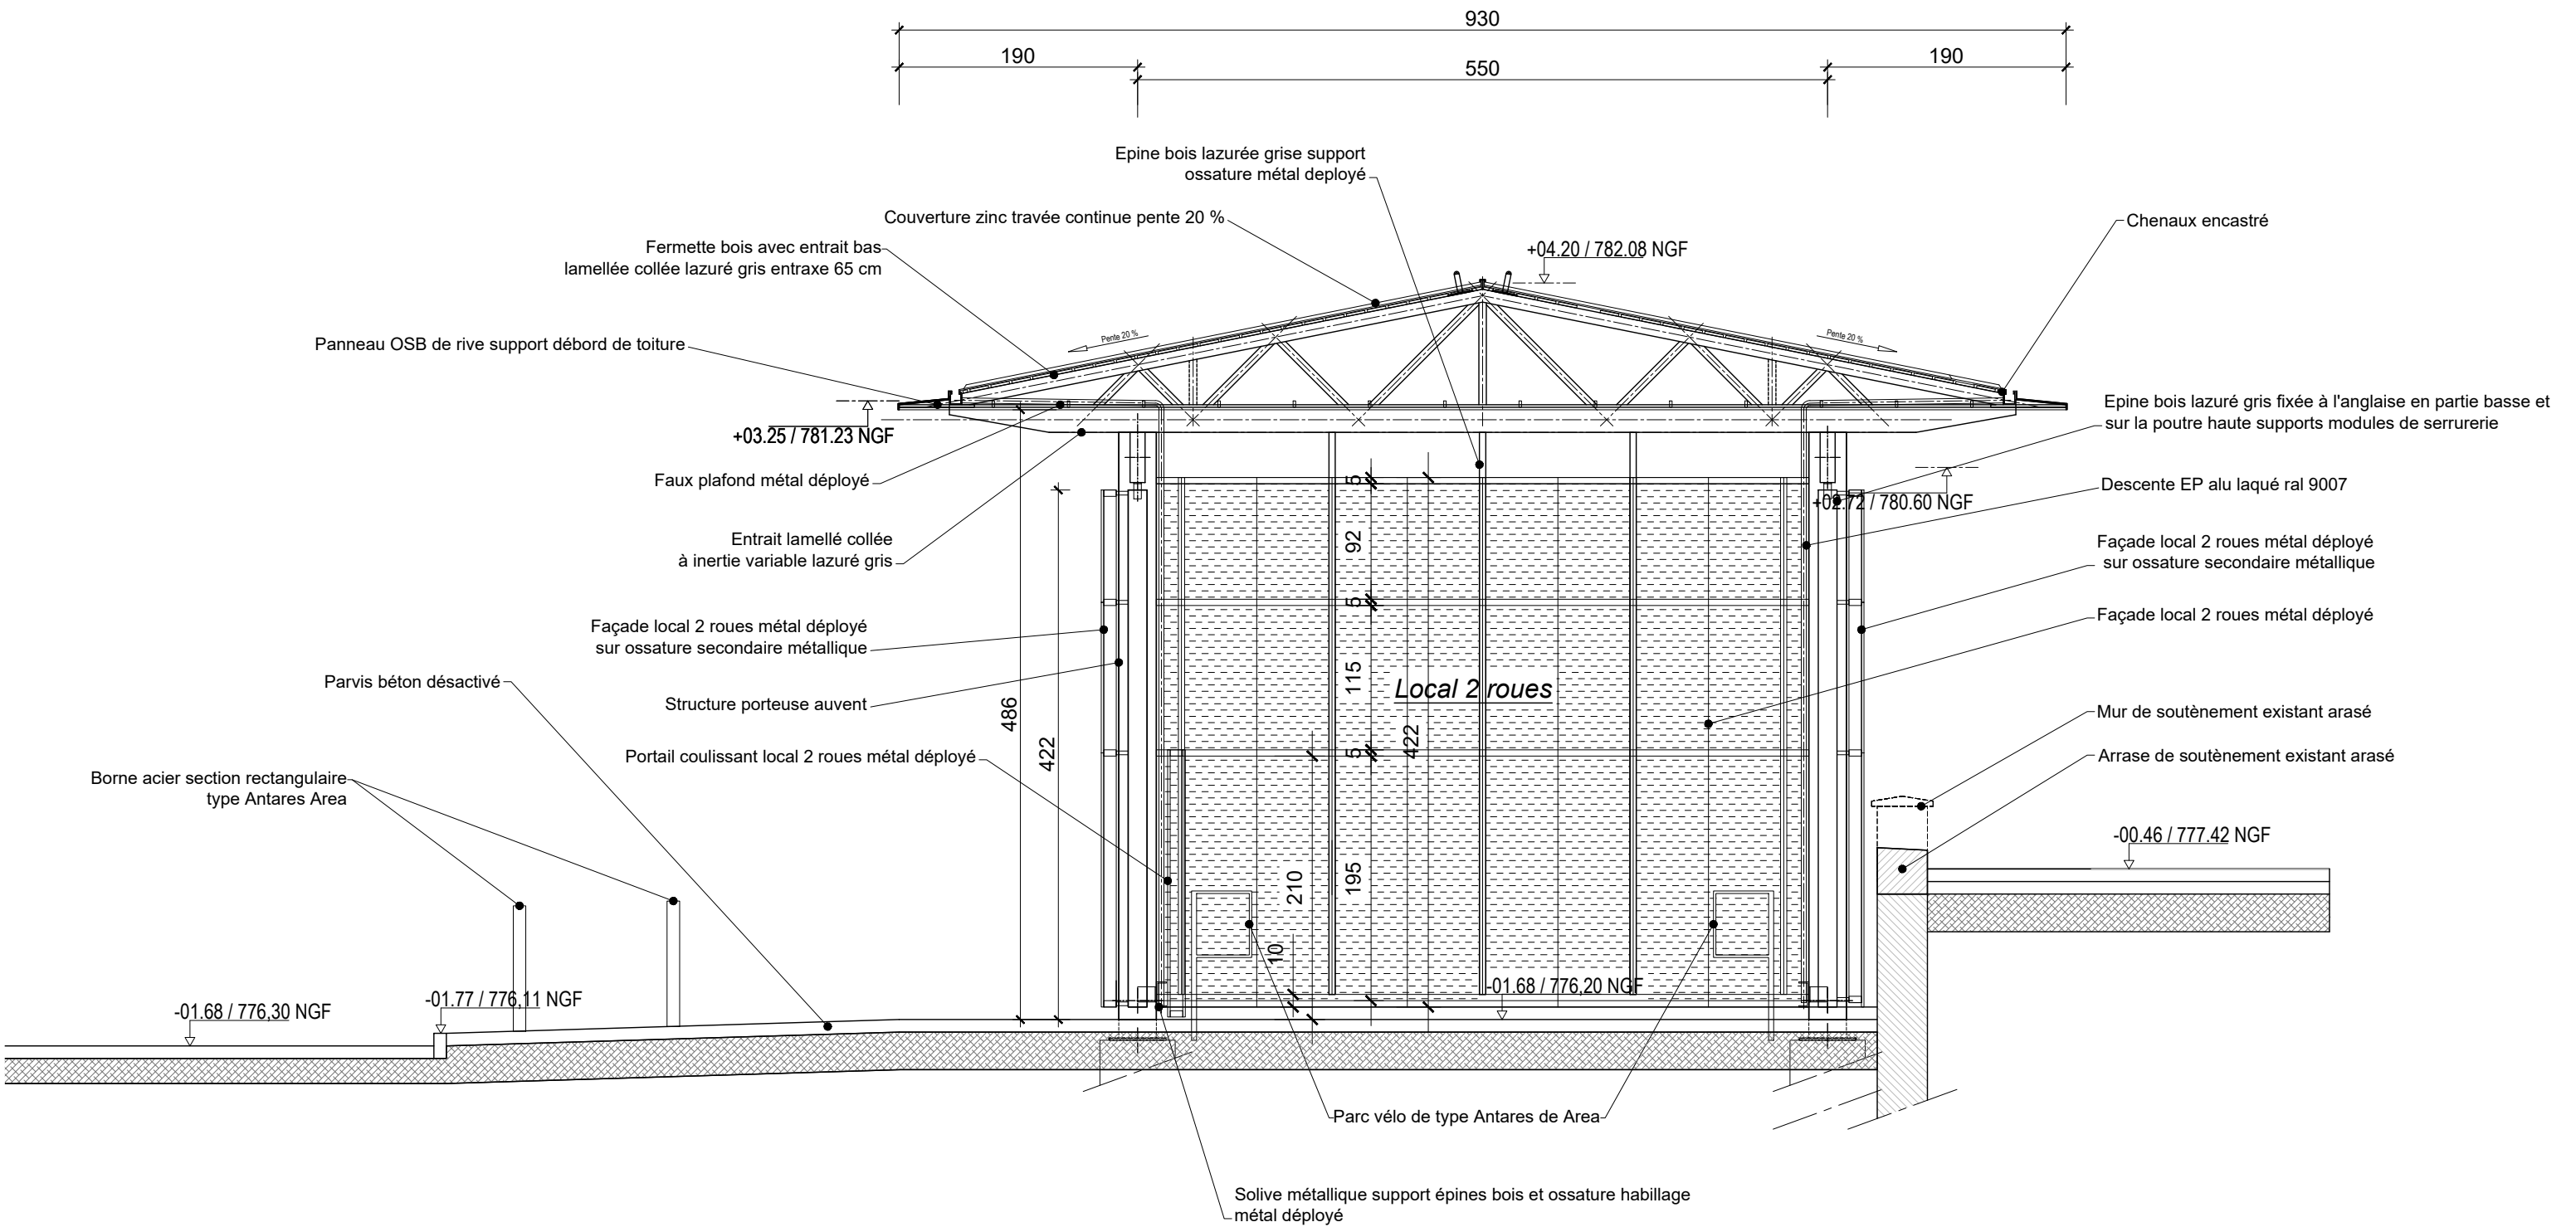 930
190
550
190
Epine bois lazurée grise support
ossature métal deployé
Couverture zinc travée continue pente 20 %
Chenaux encastré
Fermette bois avec entrait bas
lamellée collée lazuré gris entraxe 65 cm
+04.20 / 782.08 NGF
Pente 20 %
Pente 20 %
Panneau OSB de rive support débord de toiture
Epine bois lazuré gris fixée à l'anglaise en partie basse et
sur la poutre haute supports modules de serrurerie
+03.25 / 781.23 NGF
Faux plafond métal déployé
5
+02.72 / 780.60 NGF
Descente EP alu laqué ral 9007
Entrait lamellé collée
à inertie variable lazuré gris
92
Façade local 2 roues métal déployé
sur ossature secondaire métallique
5
Façade local 2 roues métal déployé
Façade local 2 roues métal déployé
sur ossature secondaire métallique
Parvis béton désactivé
115
Local 2 roues
Structure porteuse auvent
486
422
422
5
Mur de soutènement existant arasé
Portail coulissant local 2 roues métal déployé
Arrase de soutènement existant arasé
Borne acier section rectangulaire
type Antares Area
-00.46 / 777.42 NGF
210
195
10
-01.68 / 776,20 NGF
-01.77 / 776,11 NGF
-01.68 / 776,30 NGF
Parc vélo de type Antares de Area
Solive métallique support épines bois et ossature habillage
métal déployé